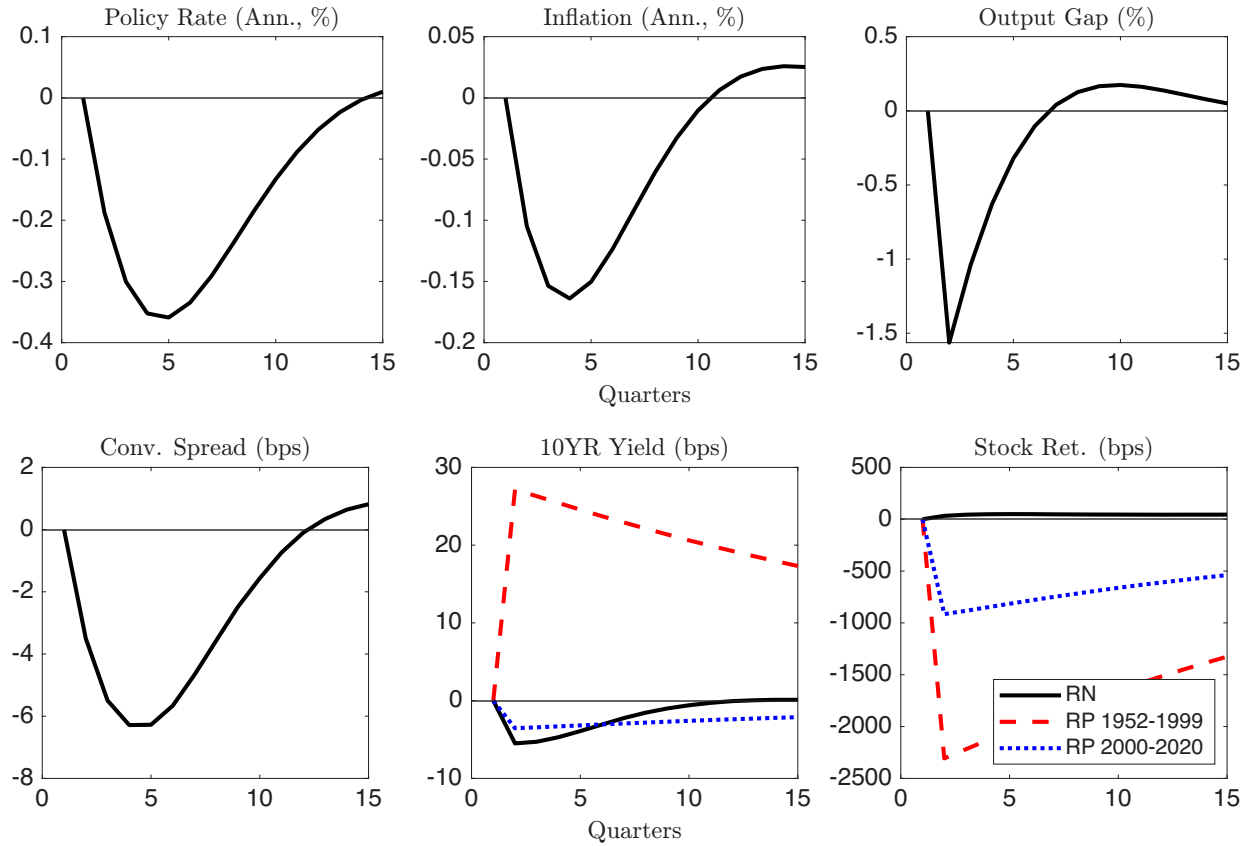 Policy Rate (Ann., %)
0.1
0
-0.1
-0.2
-0.3
-0.4
0 5 10 15
Inflation (Ann., %)
0.05
0
-0.05
-0.1
-0.15
-0.2
0 5 10 15
Quarters
Output Gap (%)
0.5
0
-0.5
-1
-1.5
0 5 10 15
Conv. Spread (bps)
2
0
-2
-4
-6
-8
0 5 10 15
10YR Yield (bps)
30
20
10
0
-10
0 5 10 15
Quarters
Stock Ret. (bps)
500
0
-500
-1000
-1500
-2000
-2500
0 5 10 15
RN
RP 1952-1999
RP 2000-2020